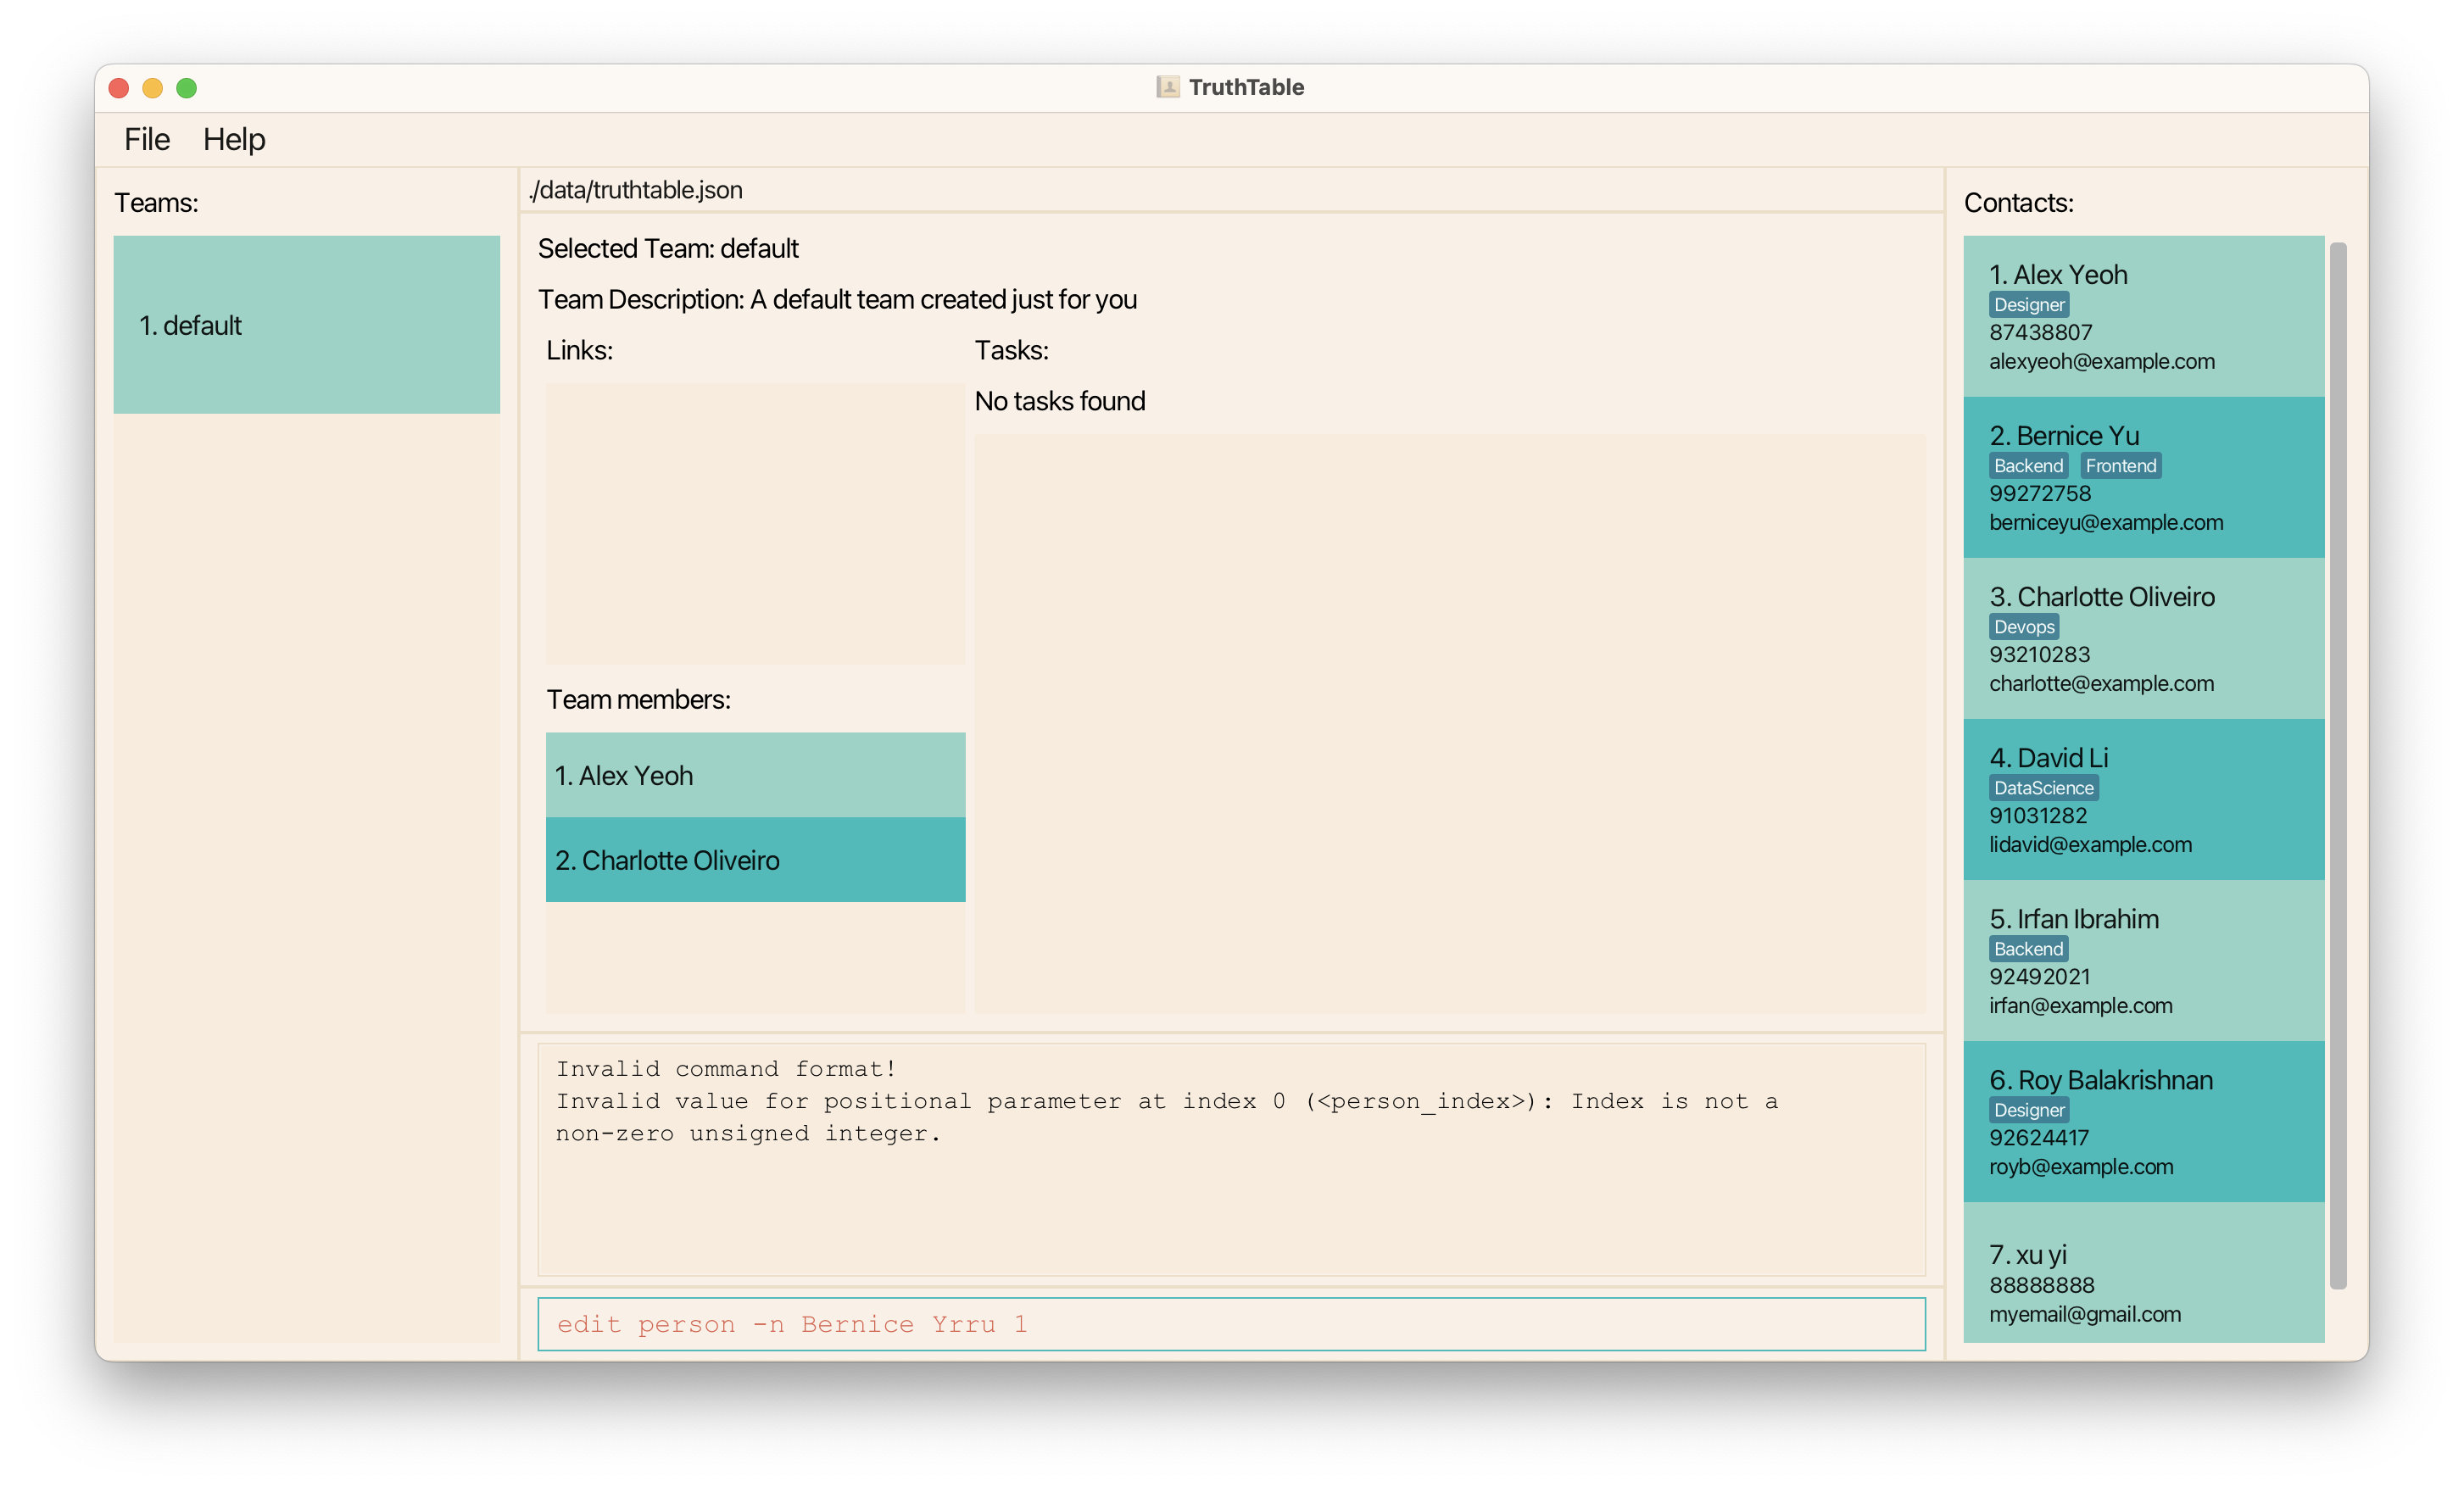 TruthTable
File Help
Teams:
1. default
./data/truthtable.json
Selected Team: default
Team Description: A default team created just for you
Links:
Tasks:
No tasks found
Team members:
1. Alex Yeoh
2. Charlotte Oliveiro
Invalid command format!
Invalid value for positional parameter at index 0 (<person_index>): Index is not a
non-zero unsigned integer.
edit person -n Bernice Yrru 1
Contacts:
1. Alex Yeoh
Designer
87438807
alexyeoh@example.com
2. Bernice Yu
Backend Frontend
99272758
berniceyu@example.com
3. Charlotte Oliveiro
Devops
93210283
charlotte@example.com
4. David Li
DataScience
91031282
lidavid@example.com
5. Irfan Ibrahim
Backend
92492021
irfan@example.com
6. Roy Balakrishnan
Designer
92624417
royb@example.com
7. xu yi
88888888
myemail@gmail.com